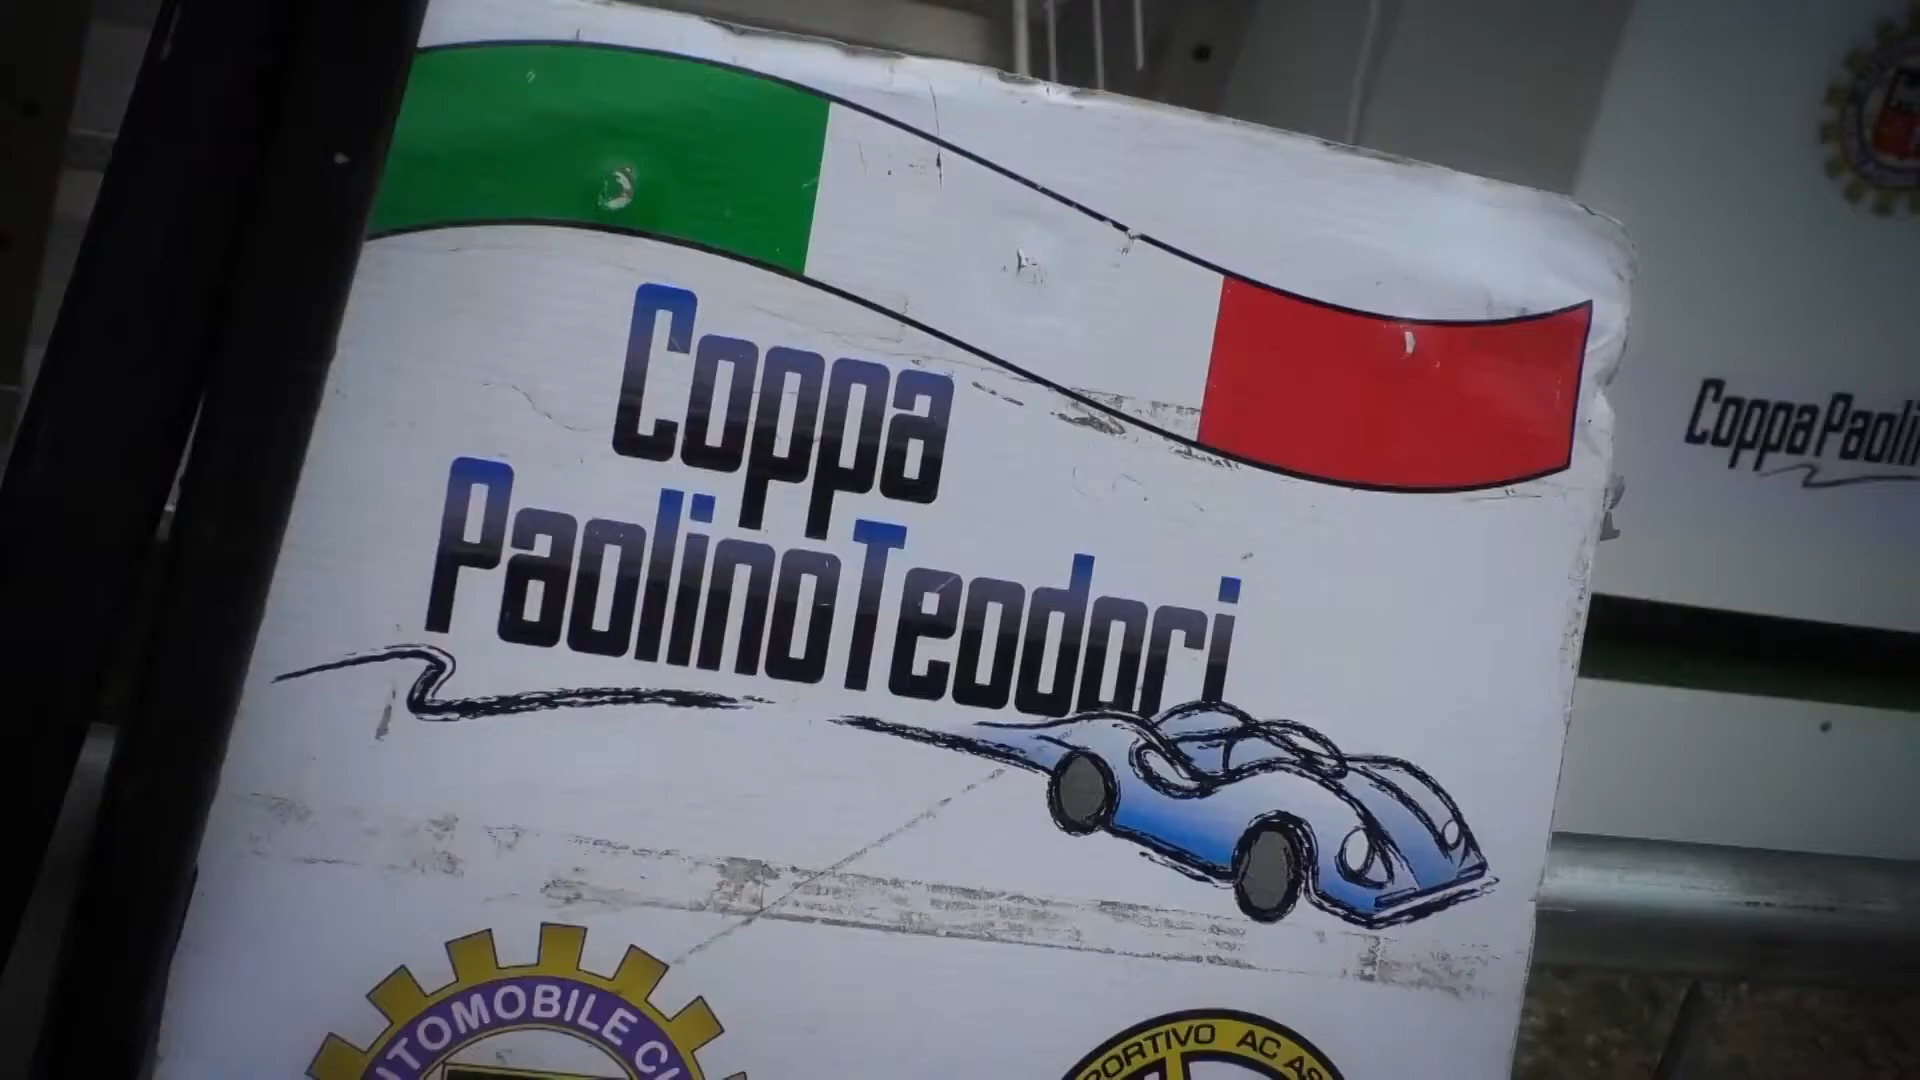 Coppa
PaolinoTeodori
CoppaPaoli
UTOMOBILE C
PORTIVO AC AS